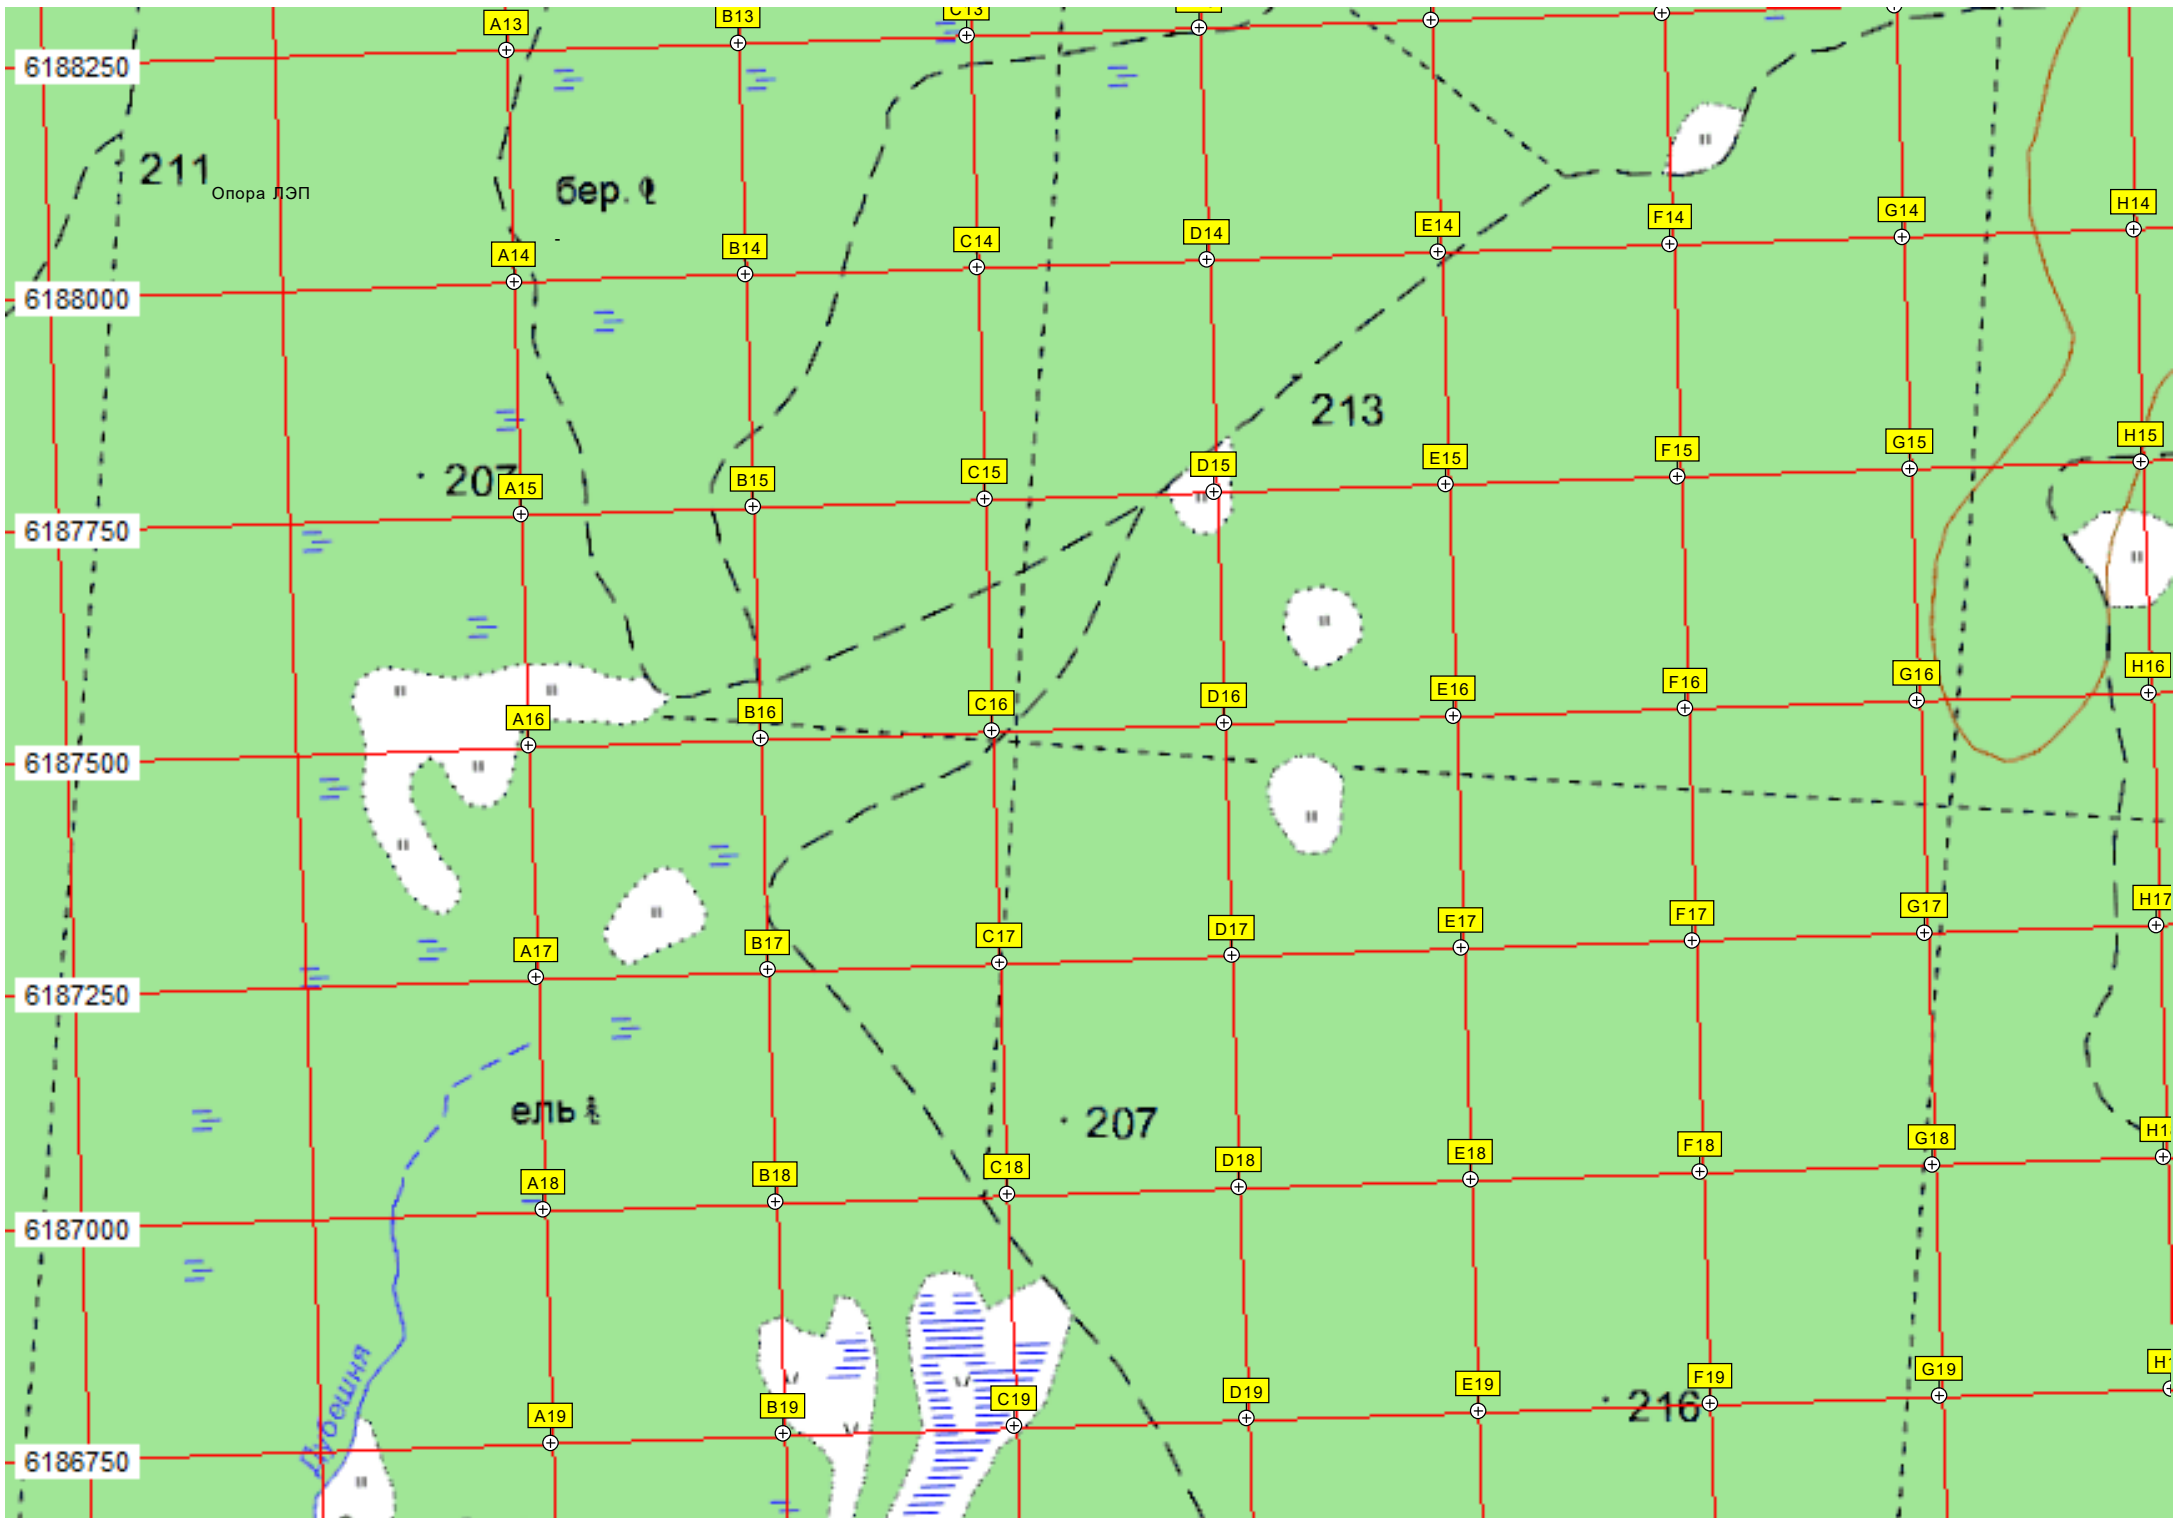 A13 B13 C13
6188250
211 Опора ЛЭП бер.
A14 B14 C14 D14 E14 F14 G14 H14
6188000
213
207
A15 B15 C15 D15 E15 F15 G15 H15
6187750
A16 B16 C16 D16 E16 F16 G16 H16
6187500
A17 B17 C17 D17 E17 F17 G17 H17
6187250
ель 207
A18 B18 C18 D18 E18 F18 G18 H1
6187000
Дубешня
A19 B19 C19 D19 E19 F19 G19 H1
216
6186750